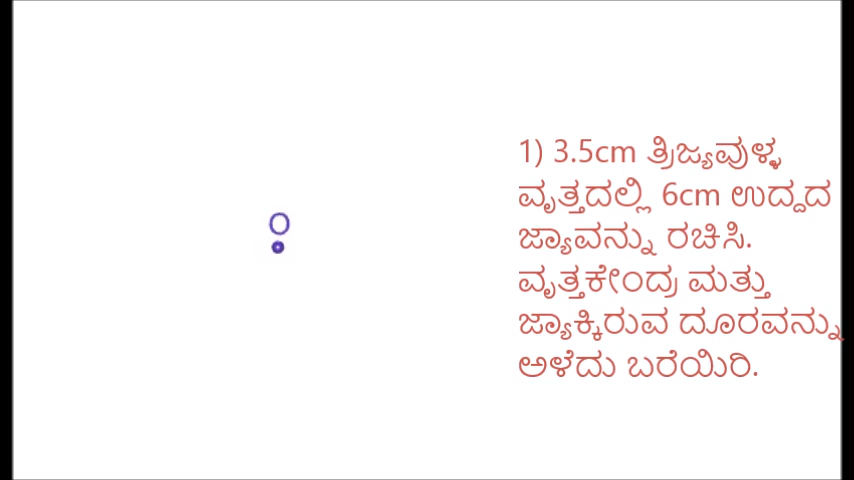 O
1) 3.5cm ತ್ರಿಜ್ಯವುಳ್ಳ
ವೃತ್ತದಲ್ಲಿ 6cm ಉದ್ದದ
ಜ್ಯಾವನ್ನು ರಚಿಸಿ.
ವೃತ್ತಕೇಂದ್ರ ಮತ್ತು
ಜ್ಯಾಕ್ಕಿರುವ ದೂರವನ್ನು
ಅಳೆದು ಬರೆಯಿರಿ.